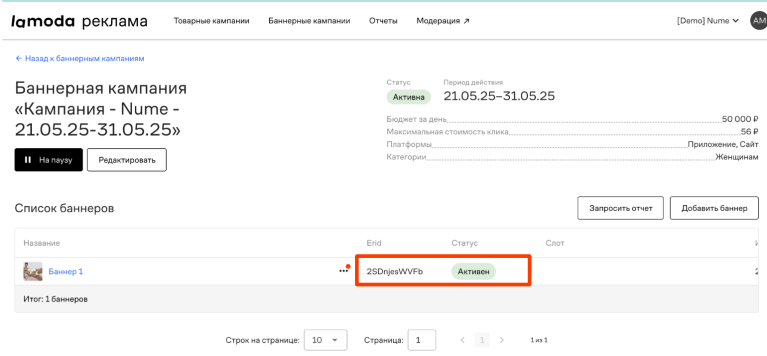 lamoda реклама Товарные кампании Баннерные кампании Отчеты Модерация ↗ [Demo] Nume AM
← Назад к баннерным кампаниям
Баннерная кампания
«Кампания - Nume -
21.05.25-31.05.25»
На паузу Редактировать
Статус Период действия
Активна 21.05.25–31.05.25
Бюджет за день 50 000 ₽
Максимальная стоимость клика 56 ₽
Платформы Приложение, Сайт
Категории Женщинам
Список баннеров Запросить отчет Добавить баннер
Название Erid Статус Слот
Баннер 1 ••• 2SDnjesWVFb Активен
Итог: 1 баннеров
Строк на странице: 10 Страница: 1 < 1 > 1 из 1